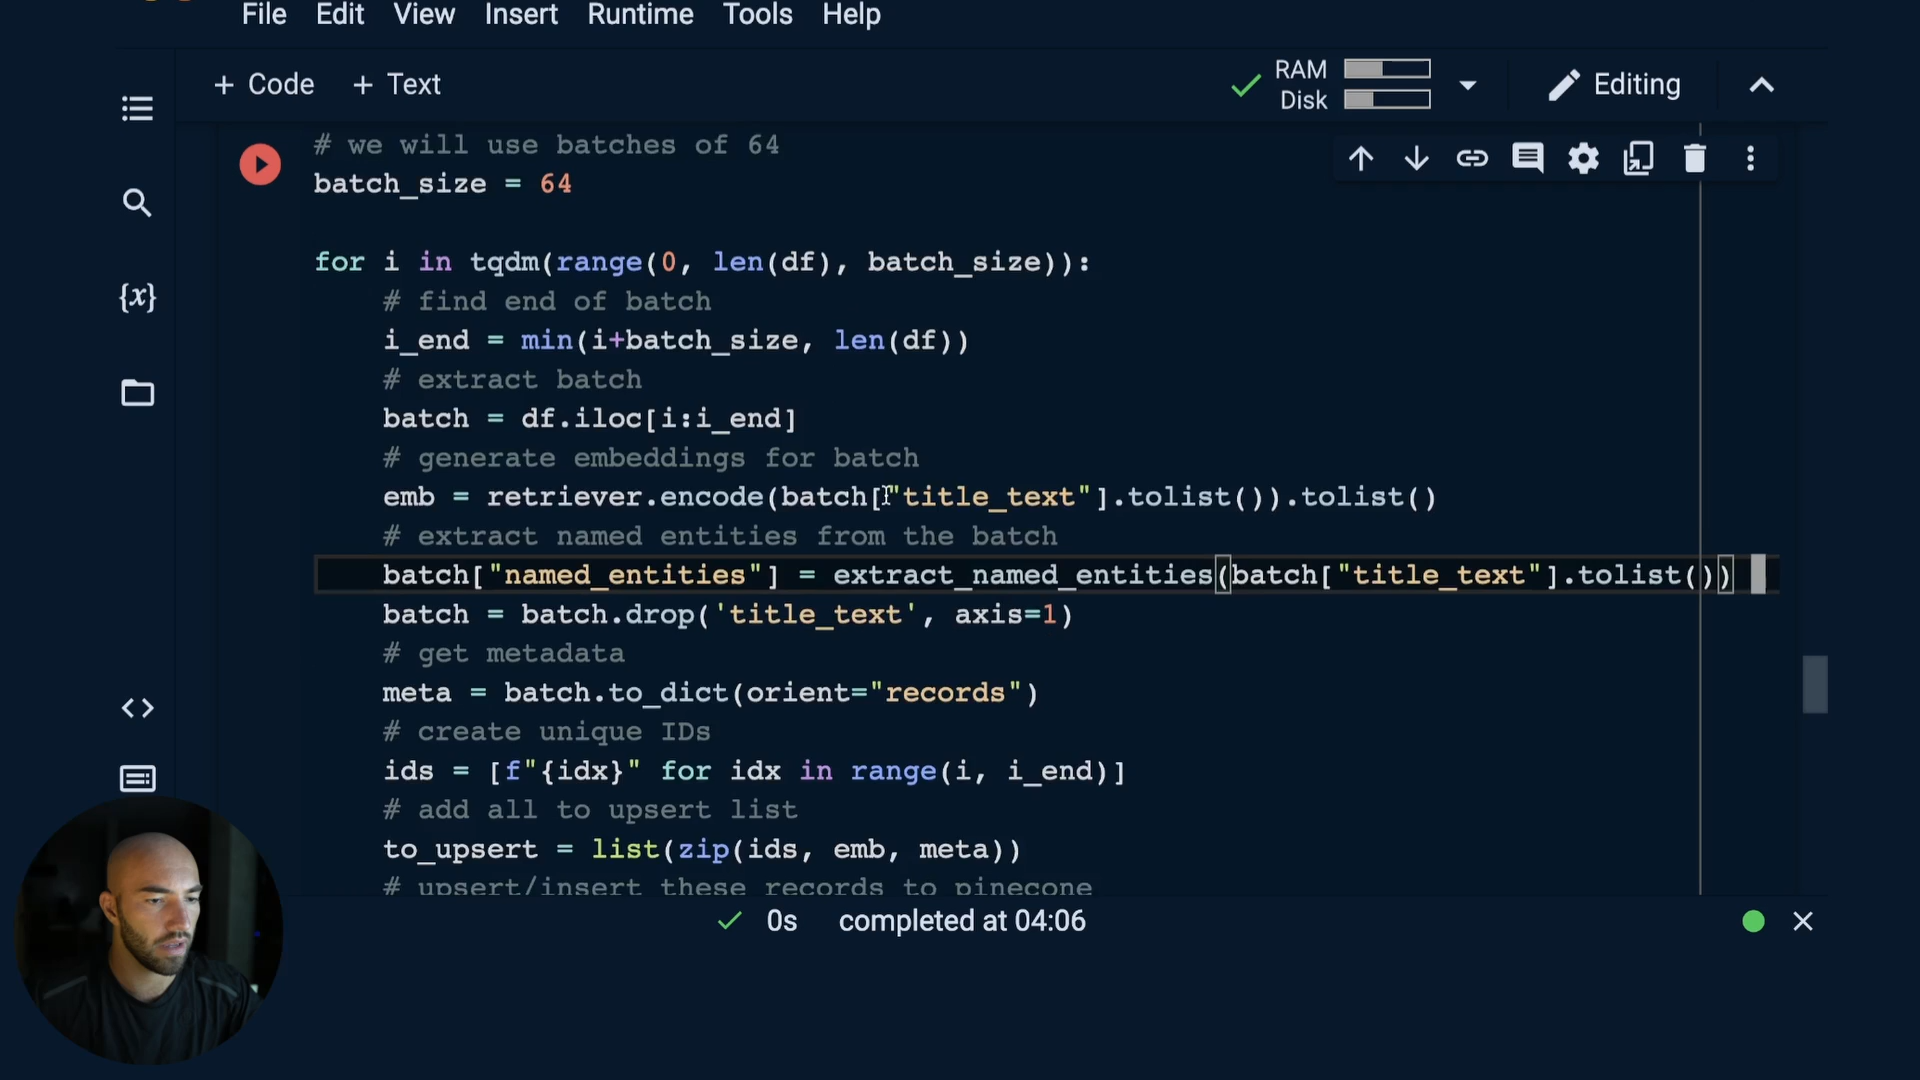 File Edit View Insert Runtime Tools Help
+ Code + Text
RAM
Disk
Editing
# we will use batches of 64
batch_size = 64
for i in tqdm(range(0, len(df), batch_size)):
# find end of batch
{x}
i_end = min(i+batch_size, len(df))
# extract batch
batch = df.iloc[i:i_end]
# generate embeddings for batch
emb = retriever.encode(batch["title_text"].tolist()).tolist()
# extract named entities from the batch
batch["named_entities"] = extract_named_entities(batch["title_text"].tolist())
batch = batch.drop('title_text', axis=1)
# get metadata
meta = batch.to_dict(orient="records")
# create unique IDs
ids = [f"{idx}" for idx in range(i, i_end)]
# add all to upsert list
to_upsert = list(zip(ids, emb, meta))
# upsert/insert these records to pinecone
0s completed at 04:06